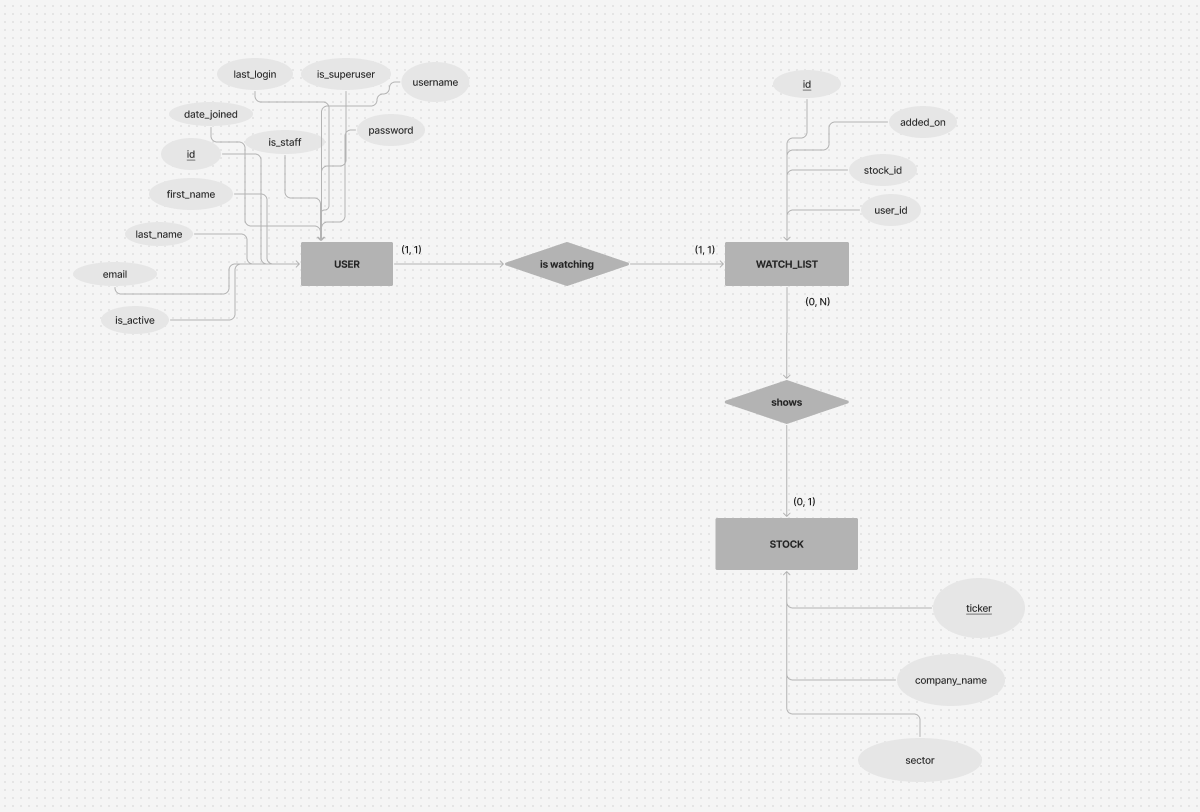 last_login
is_superuser
username
date_joined
is_staff
password
id
first_name
last_name
email
is_active
USER
(1, 1)
is watching
(1, 1)
id
added_on
stock_id
user_id
WATCH_LIST
(0, N)
shows
(0, 1)
STOCK
ticker
company_name
sector